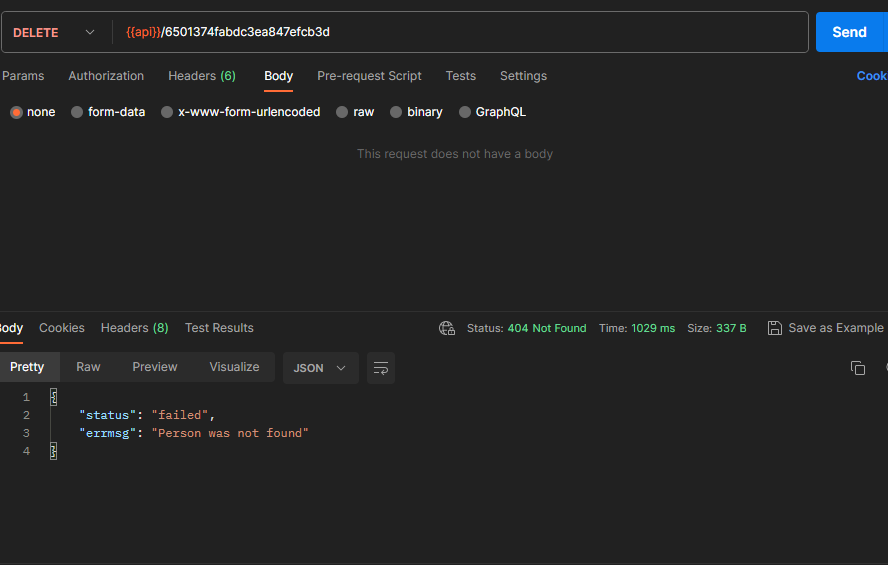 DELETE {{api}}/6501374fabdc3ea847efcb3d Send
Params Authorization Headers (6) Body Pre-request Script Tests Settings Cook
none form-data x-www-form-urlencoded raw binary GraphQL
This request does not have a body
Body Cookies Headers (8) Test Results Status: 404 Not Found Time: 1029 ms Size: 337 B Save as Example
Pretty Raw Preview Visualize JSON
1 {
2 "status": "failed",
3 "errmsg": "Person was not found"
4 }